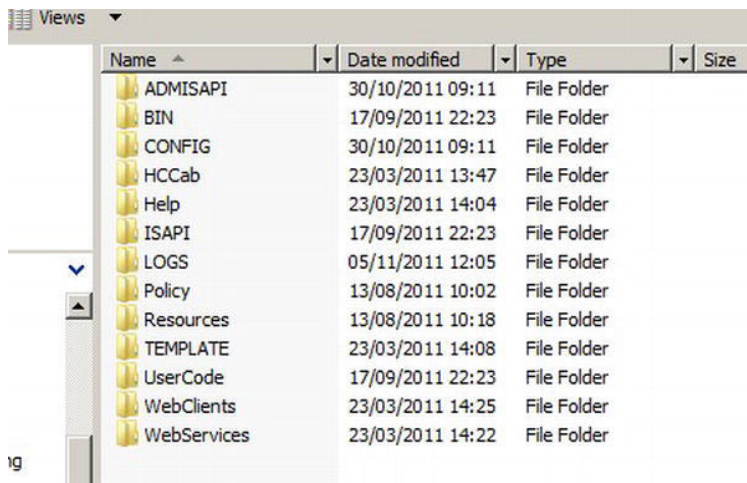 Views
Name Date modified Type Size
ADMISAPI 30/10/2011 09:11 File Folder
BIN 17/09/2011 22:23 File Folder
CONFIG 30/10/2011 09:11 File Folder
HCCab 23/03/2011 13:47 File Folder
Help 23/03/2011 14:04 File Folder
ISAPI 17/09/2011 22:23 File Folder
LOGS 05/11/2011 12:05 File Folder
Policy 13/08/2011 10:02 File Folder
Resources 13/08/2011 10:18 File Folder
TEMPLATE 23/03/2011 14:08 File Folder
UserCode 17/09/2011 22:23 File Folder
WebClients 23/03/2011 14:25 File Folder
WebServices 23/03/2011 14:22 File Folder